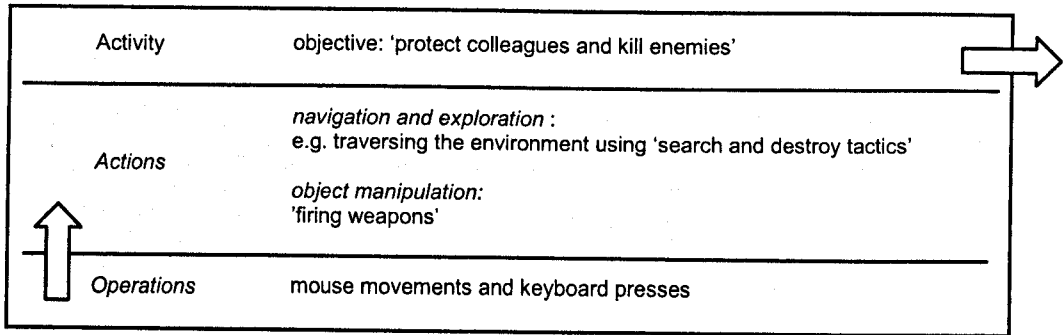 Activity objective: ‘protect colleagues and kill enemies’
navigation and exploration :
e.g. traversing the environment using ‘search and destroy tactics’
Actions
object manipulation:
'firing weapons’
Operations mouse movements and keyboard presses